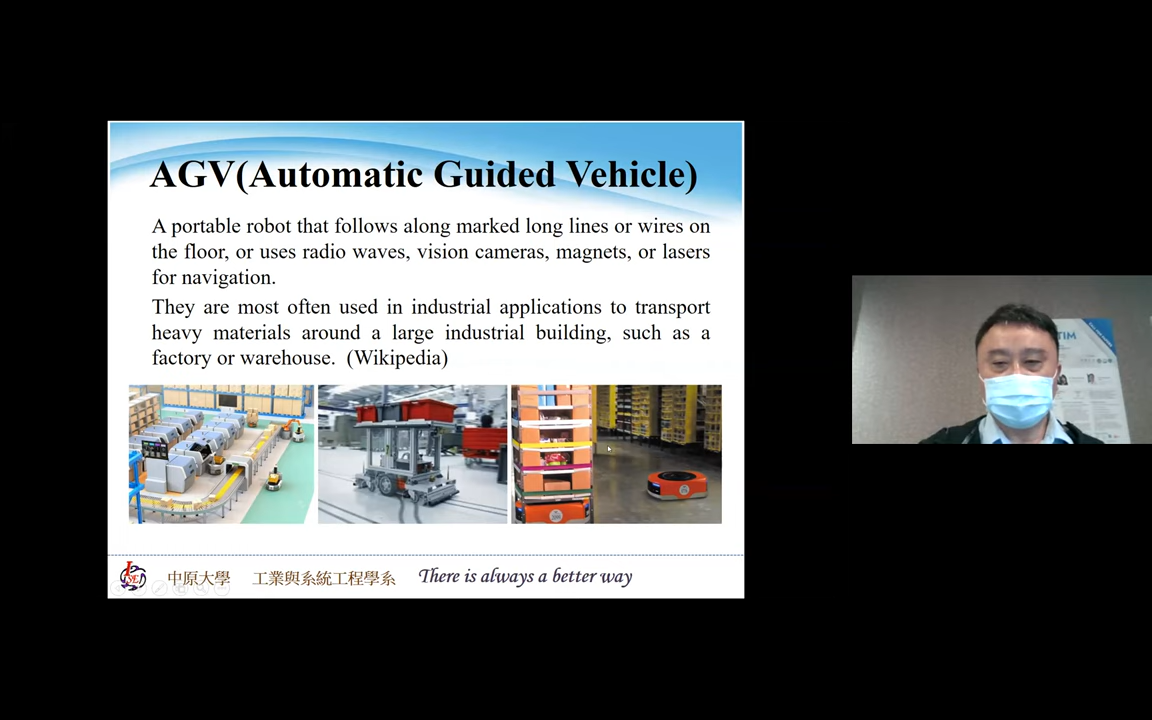 AGV(Automatic Guided Vehicle)
A portable robot that follows along marked long lines or wires on
the floor, or uses radio waves, vision cameras, magnets, or lasers
for navigation.
They are most often used in industrial applications to transport
heavy materials around a large industrial building, such as a
factory or warehouse. (Wikipedia)
中原大學 工業與系統工程學系 There is always a better way
TIM